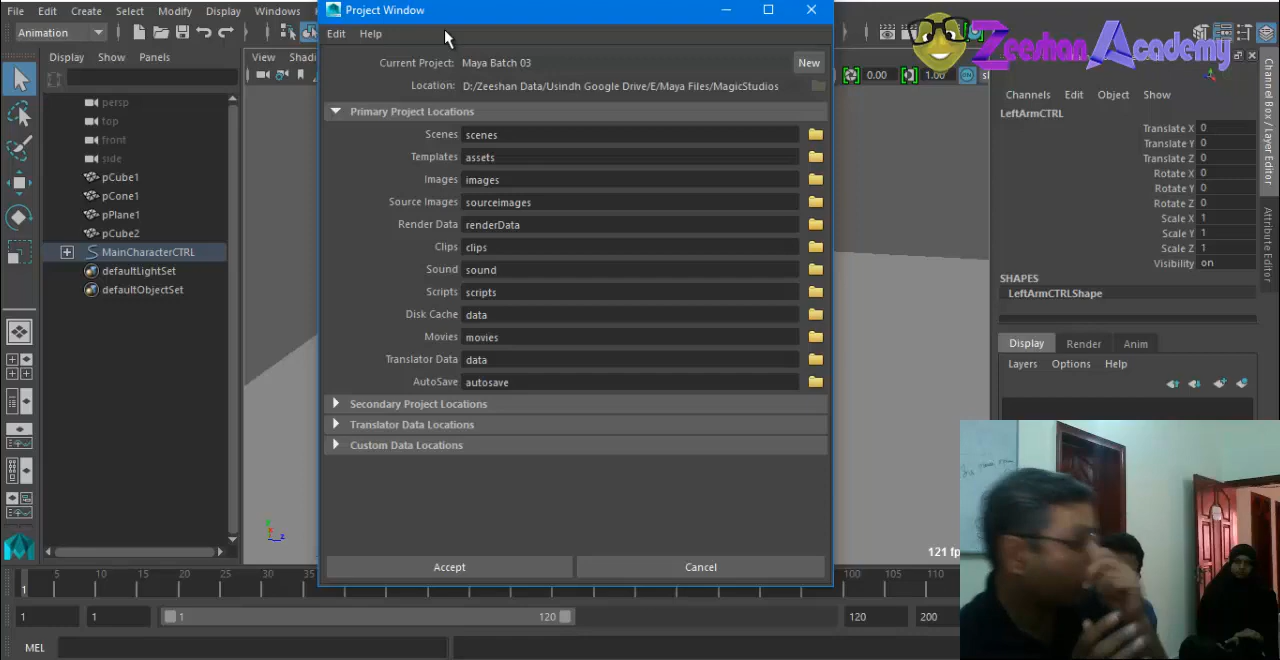 Project Window
File Edit Create Select Modify Display Windows
Animation
Zeeshan Academy
Edit Help
Display Show Panels
View Shadi
Current Project: Maya Batch 03 New
Location: D:/Zeeshan Data/Usindh Google Drive/E/Maya Files/MagicStudios
Primary Project Locations
Scenes scenes
Templates assets
Images images
Source Images sourceimages
Render Data renderData
Clips clips
Sound sound
Scripts scripts
Disk Cache data
Movies movies
Translator Data data
AutoSave autosave
Secondary Project Locations
Translator Data Locations
Custom Data Locations
Accept Cancel
persp
top
front
side
pCube1
pCone1
pPlane1
pCube2
MainCharacterCTRL
defaultLightSet
defaultObjectSet
0.00 1.00
Channels Edit Object Show
LeftArmCTRL
Translate X 0
Translate Y 0
Translate Z 0
Rotate X 0
Rotate Y 0
Rotate Z 0
Scale X 1
Scale Y 1
Scale Z 1
Visibility on
SHAPES
LeftArmCTRLShape
Display Render Anim
Layers Options Help
Channel Box / Layer Editor
Attribute Editor
121 fp
1 5 10 15 20 25 30 35 100 105 110
1 1 1 120 120 200
MEL